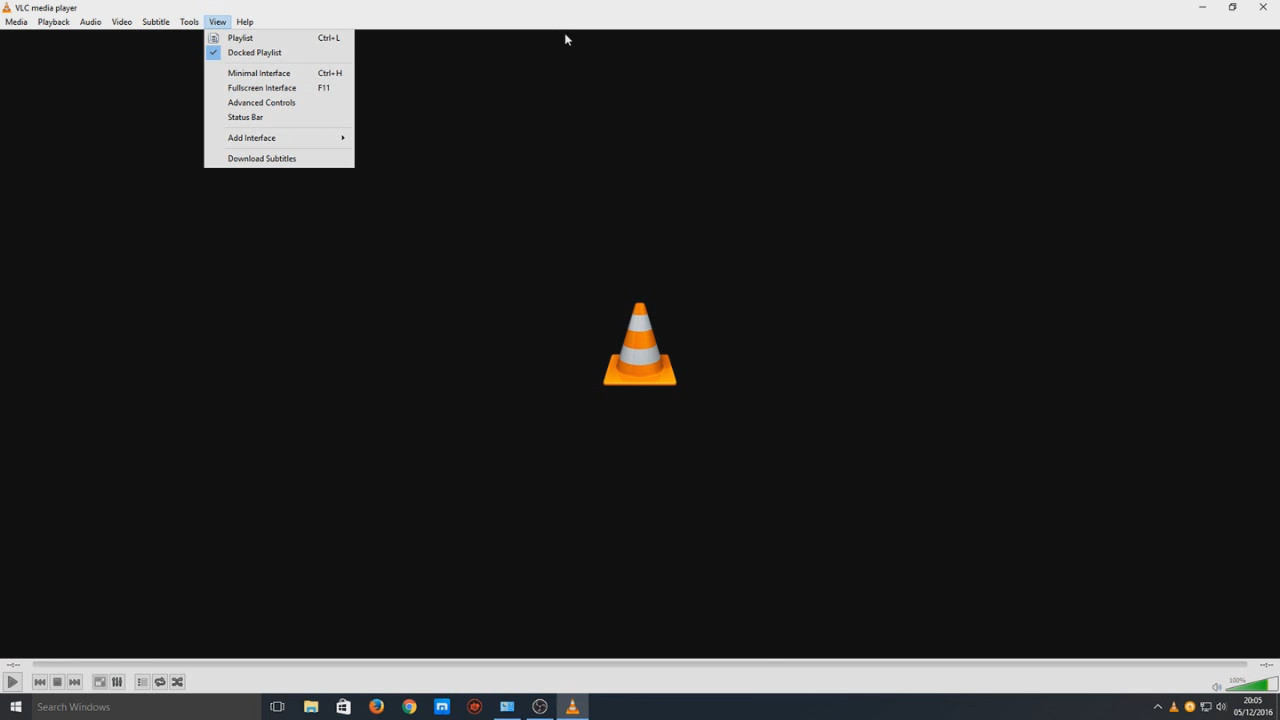 VLC media player
Media Playback Audio Video Subtitle Tools View Help
Playlist Ctrl+L
Docked Playlist
Minimal Interface Ctrl+H
Fullscreen Interface F11
Advanced Controls
Status Bar
Add Interface
Download Subtitles
--:-- --:--
100%
Search Windows
20:05
05/12/2016